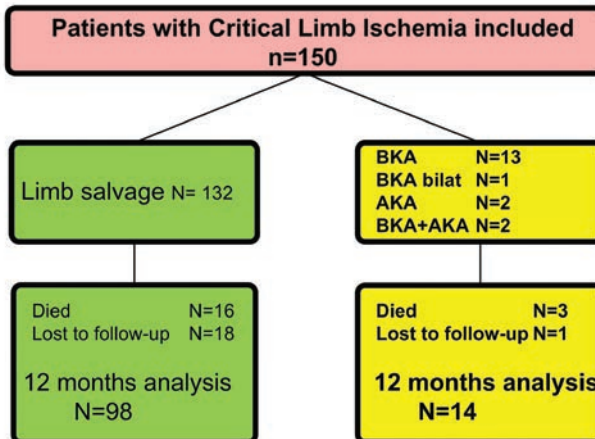 Patients with Critical Limb Ischemia included
n=150
Limb salvage N= 132
BKA N=13
BKA bilat N=1
AKA N=2
BKA+AKA N=2
Died N=16
Lost to follow-up N=18
12 months analysis
N=98
Died N=3
Lost to follow-up N=1
12 months analysis
N=14